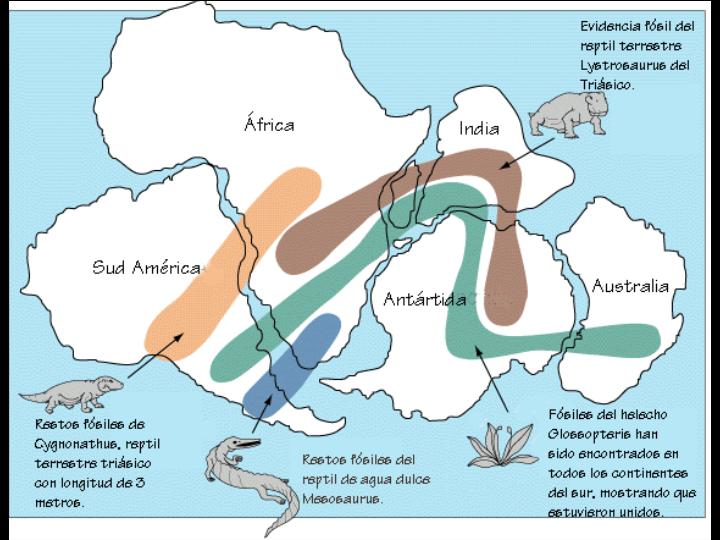 Evidencia fósil del
reptil terrestre
Lystrosaurus del
Triásico.
África
India
Sud América
Antártida
Australia
Restos fósiles de
Cygnonathus, reptil
terrestre triásico
con longitud de 3
metros.
Restos fósiles del
reptil de agua dulce
Mesosaurus.
Fósiles del helecho
Glossopteris han
sido encontrados en
todos los continentes
del sur, mostrando que
estuvieron unidos.